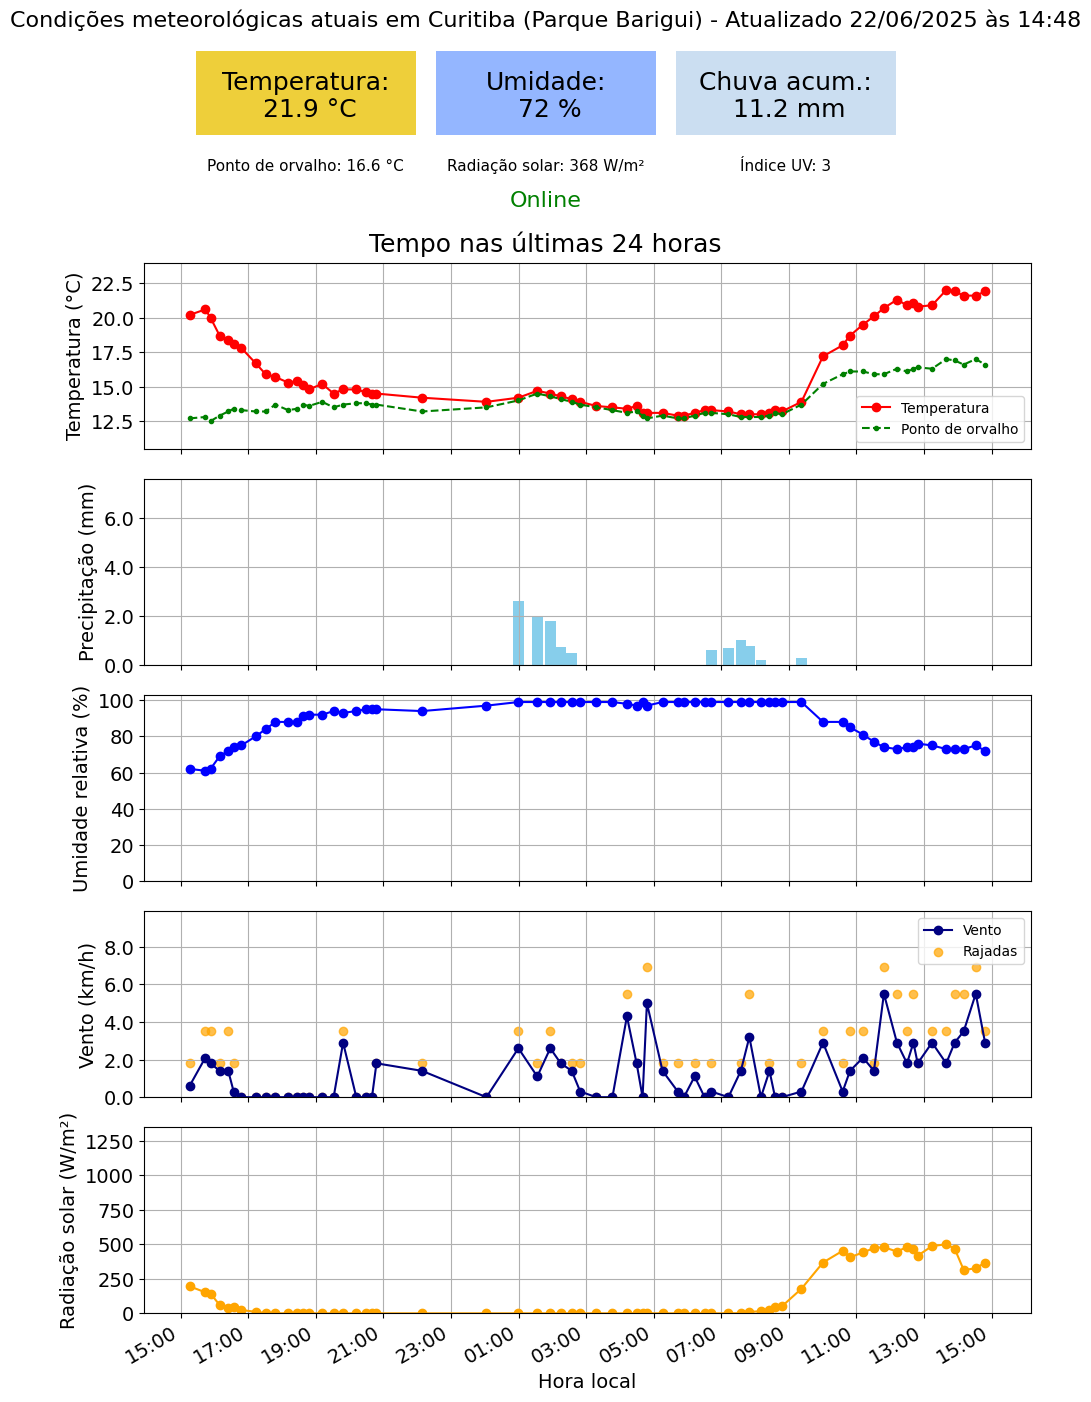 Condições meteorológicas atuais em Curitiba (Parque Barigui) - Atualizado 22/06/2025 às 14:48
Temperatura:
21.9 °C
Umidade:
72 %
Chuva acum.:
11.2 mm
Ponto de orvalho: 16.6 °C
Radiação solar: 368 W/m²
Índice UV: 3
Online
Tempo nas últimas 24 horas
Temperatura (°C)
22.5
20.0
17.5
15.0
12.5
Temperatura
Ponto de orvalho
Precipitação (mm)
6.0
4.0
2.0
0.0
Umidade relativa (%)
100
80
60
40
20
0
Vento (km/h)
8.0
6.0
4.0
2.0
0.0
Vento
Rajadas
Radiação solar (W/m²)
1250
1000
750
500
250
0
15:00
17:00
19:00
21:00
23:00
01:00
03:00
05:00
07:00
09:00
11:00
13:00
15:00
Hora local